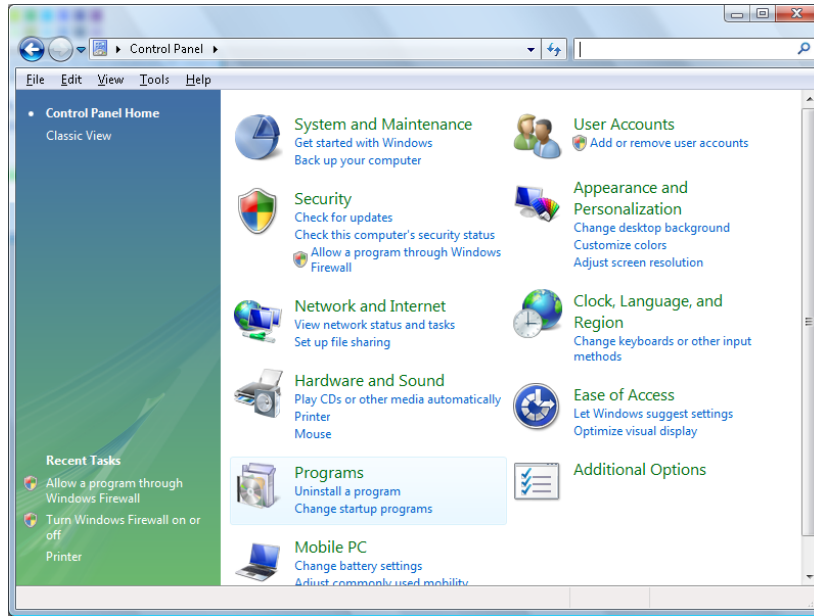 Control Panel
File Edit View Tools Help
Control Panel Home
Classic View
System and Maintenance
Get started with Windows
Back up your computer
Security
Check for updates
Check this computer's security status
Allow a program through Windows
Firewall
Network and Internet
View network status and tasks
Set up file sharing
Hardware and Sound
Play CDs or other media automatically
Printer
Mouse
Programs
Uninstall a program
Change startup programs
Mobile PC
Change battery settings
Adjust commonly used mobility
User Accounts
Add or remove user accounts
Appearance and
Personalization
Change desktop background
Customize colors
Adjust screen resolution
Clock, Language, and
Region
Change keyboards or other input
methods
Ease of Access
Let Windows suggest settings
Optimize visual display
Additional Options
Recent Tasks
Allow a program through
Windows Firewall
Turn Windows Firewall on or
off
Printer